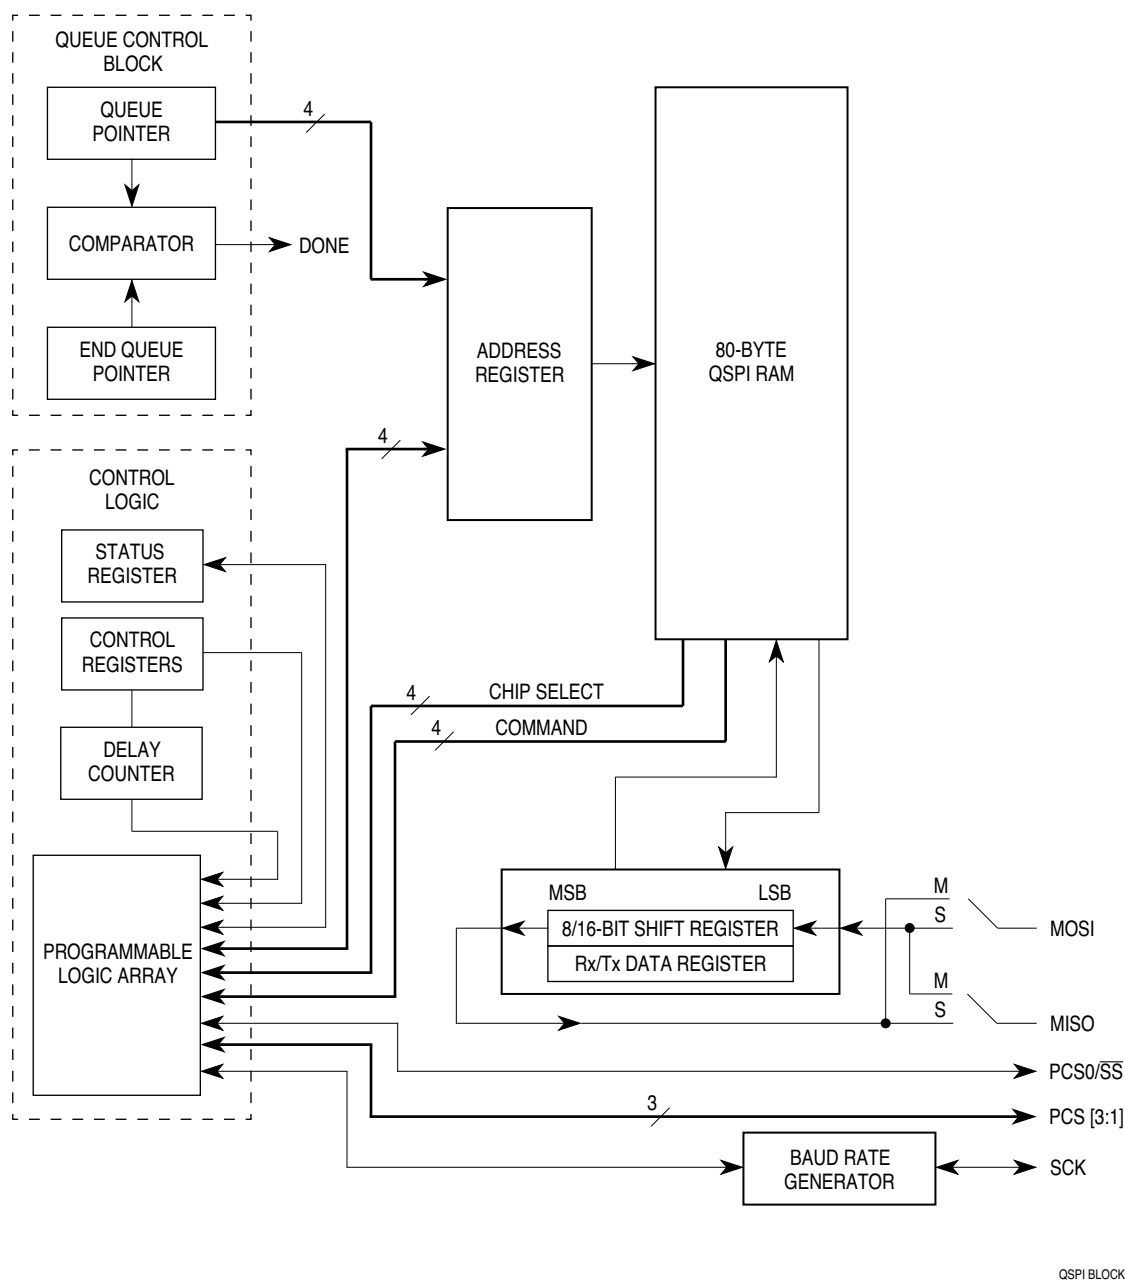 QUEUE CONTROL
BLOCK
QUEUE
POINTER
4
COMPARATOR
DONE
END QUEUE
POINTER
ADDRESS
REGISTER
80-BYTE
QSPI RAM
4
CONTROL
LOGIC
STATUS
REGISTER
CONTROL
REGISTERS
DELAY
COUNTER
4
CHIP SELECT
4
COMMAND
PROGRAMMABLE
LOGIC ARRAY
MSB
LSB
8/16-BIT SHIFT REGISTER
Rx/Tx DATA REGISTER
M
S
MOSI
M
S
MISO
PCS0/S̅S̅
3
PCS [3:1]
BAUD RATE
GENERATOR
SCK
QSPI BLOCK